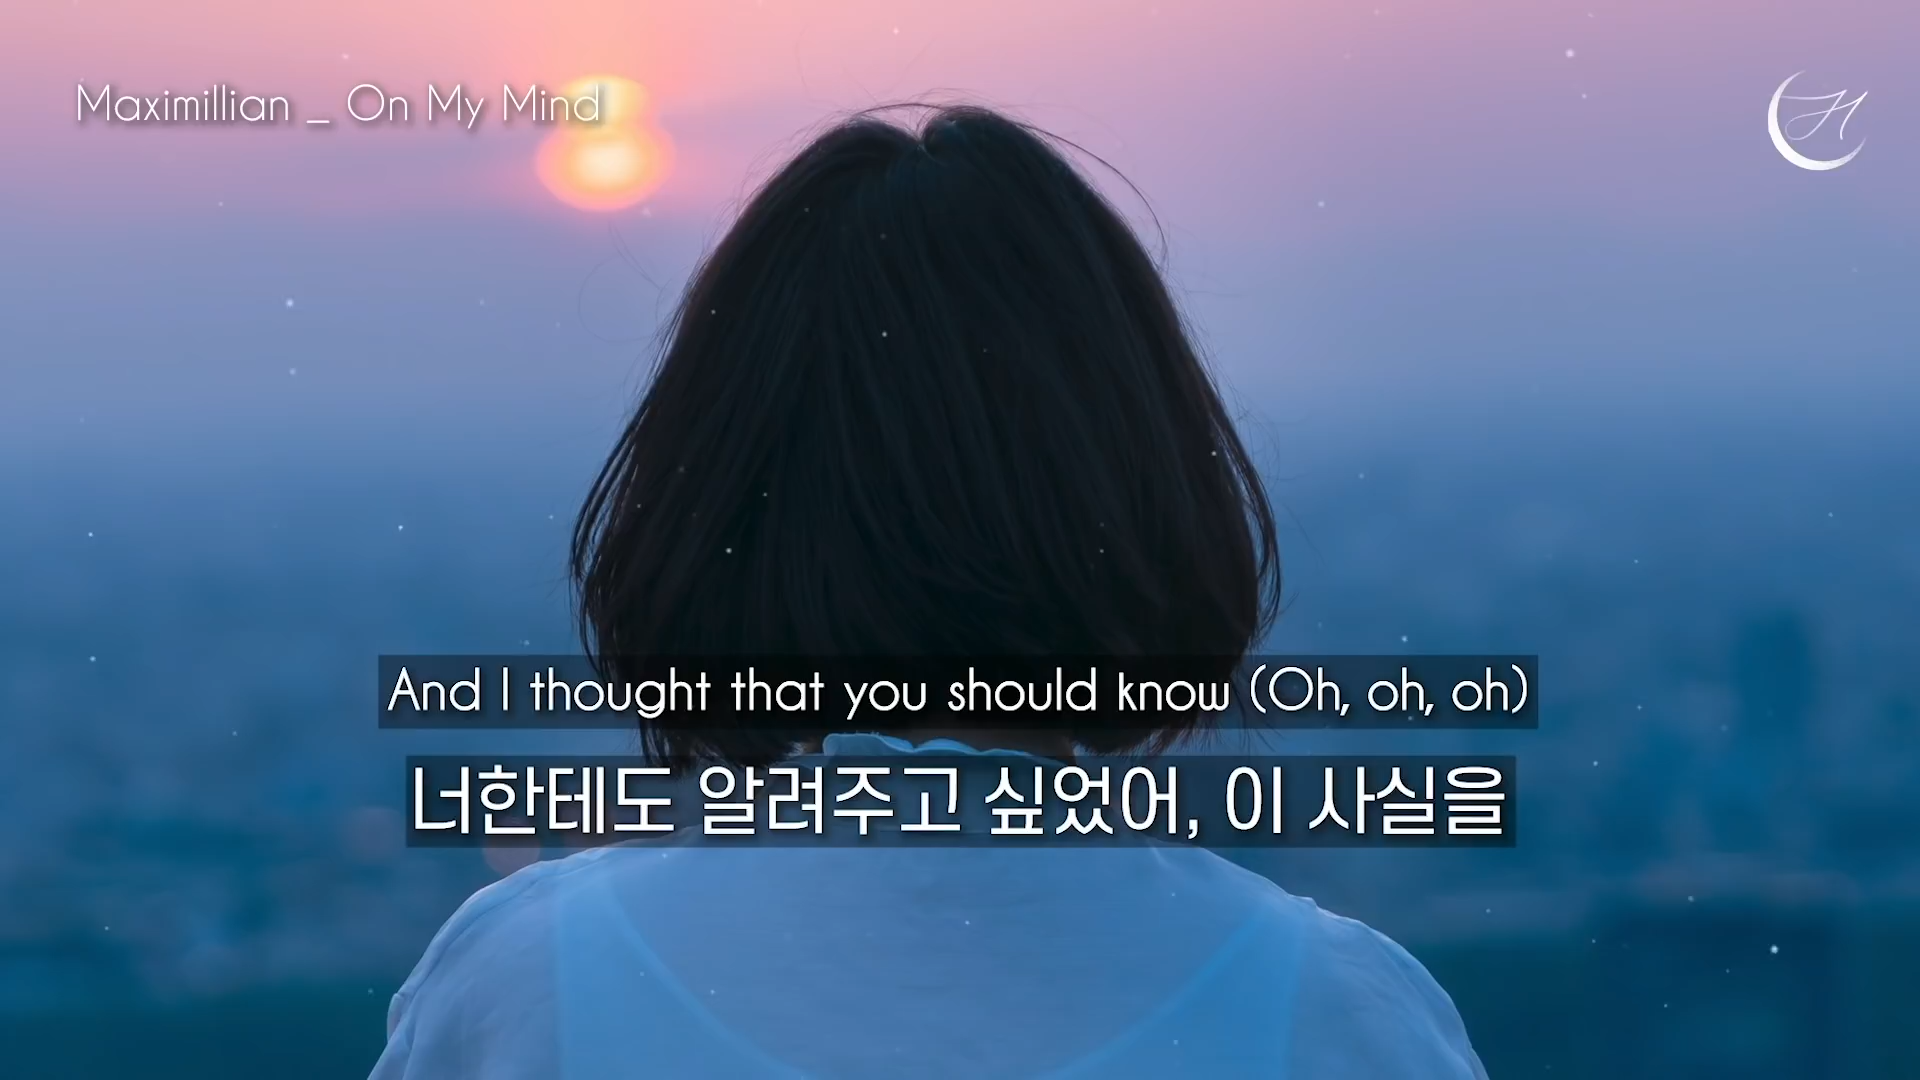 Maximillian _ On My Mind
H
And I thought that you should know (Oh, oh, oh)
너한테도 알려주고 싶었어, 이 사실을